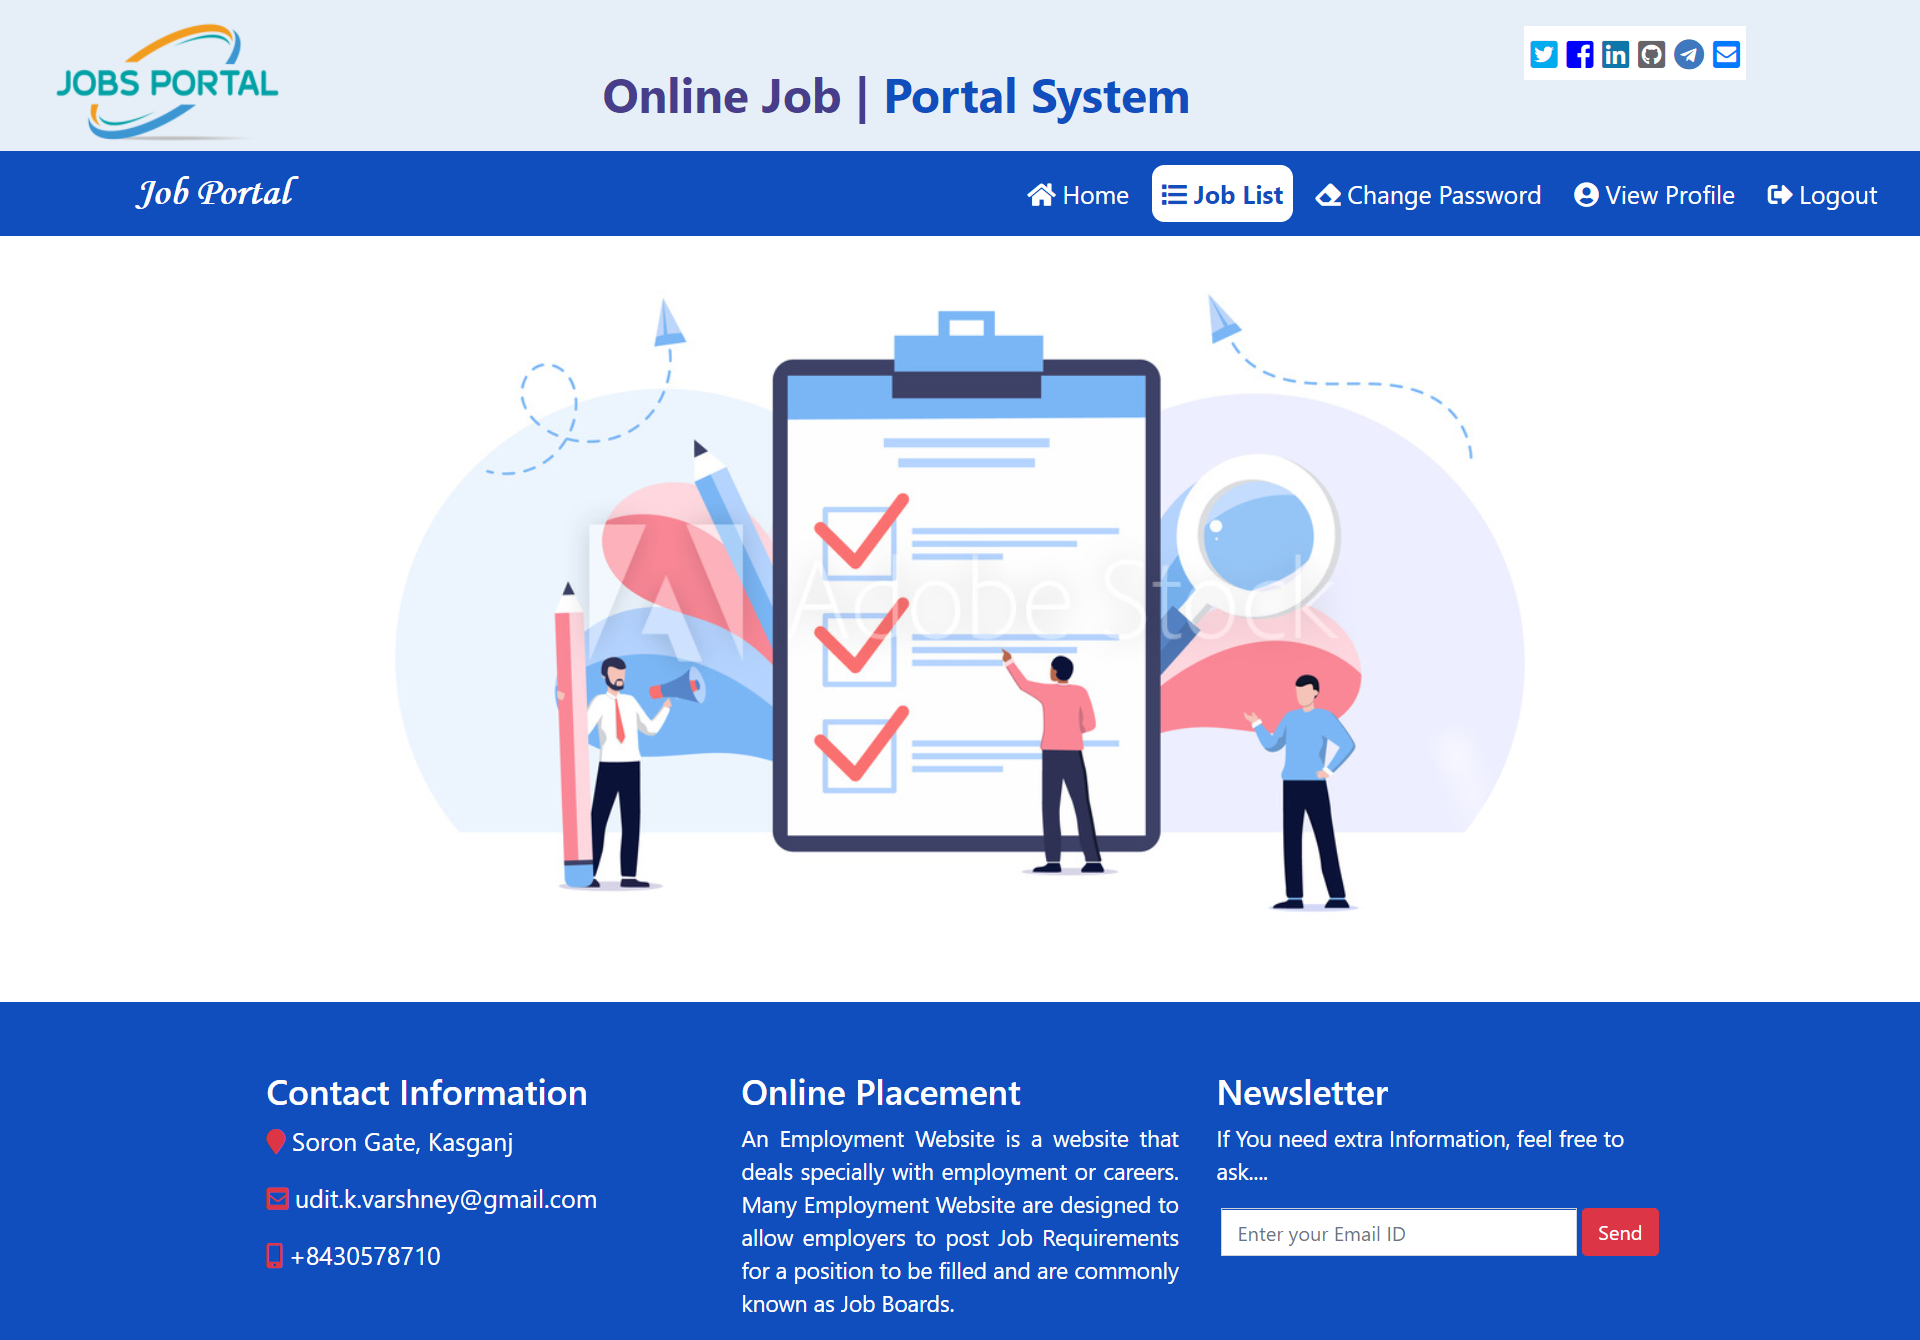 JOBS PORTAL
Online Job | Portal System
Job Portal
Home
Job List
Change Password
View Profile
Logout
Adobe Stock
Contact Information
Soron Gate, Kasganj
udit.k.varshney@gmail.com
+8430578710
Online Placement
An Employment Website is a website that
deals specially with employment or careers.
Many Employment Website are designed to
allow employers to post Job Requirements
for a position to be filled and are commonly
known as Job Boards.
Newsletter
If You need extra Information, feel free to
ask....
Enter your Email ID
Send